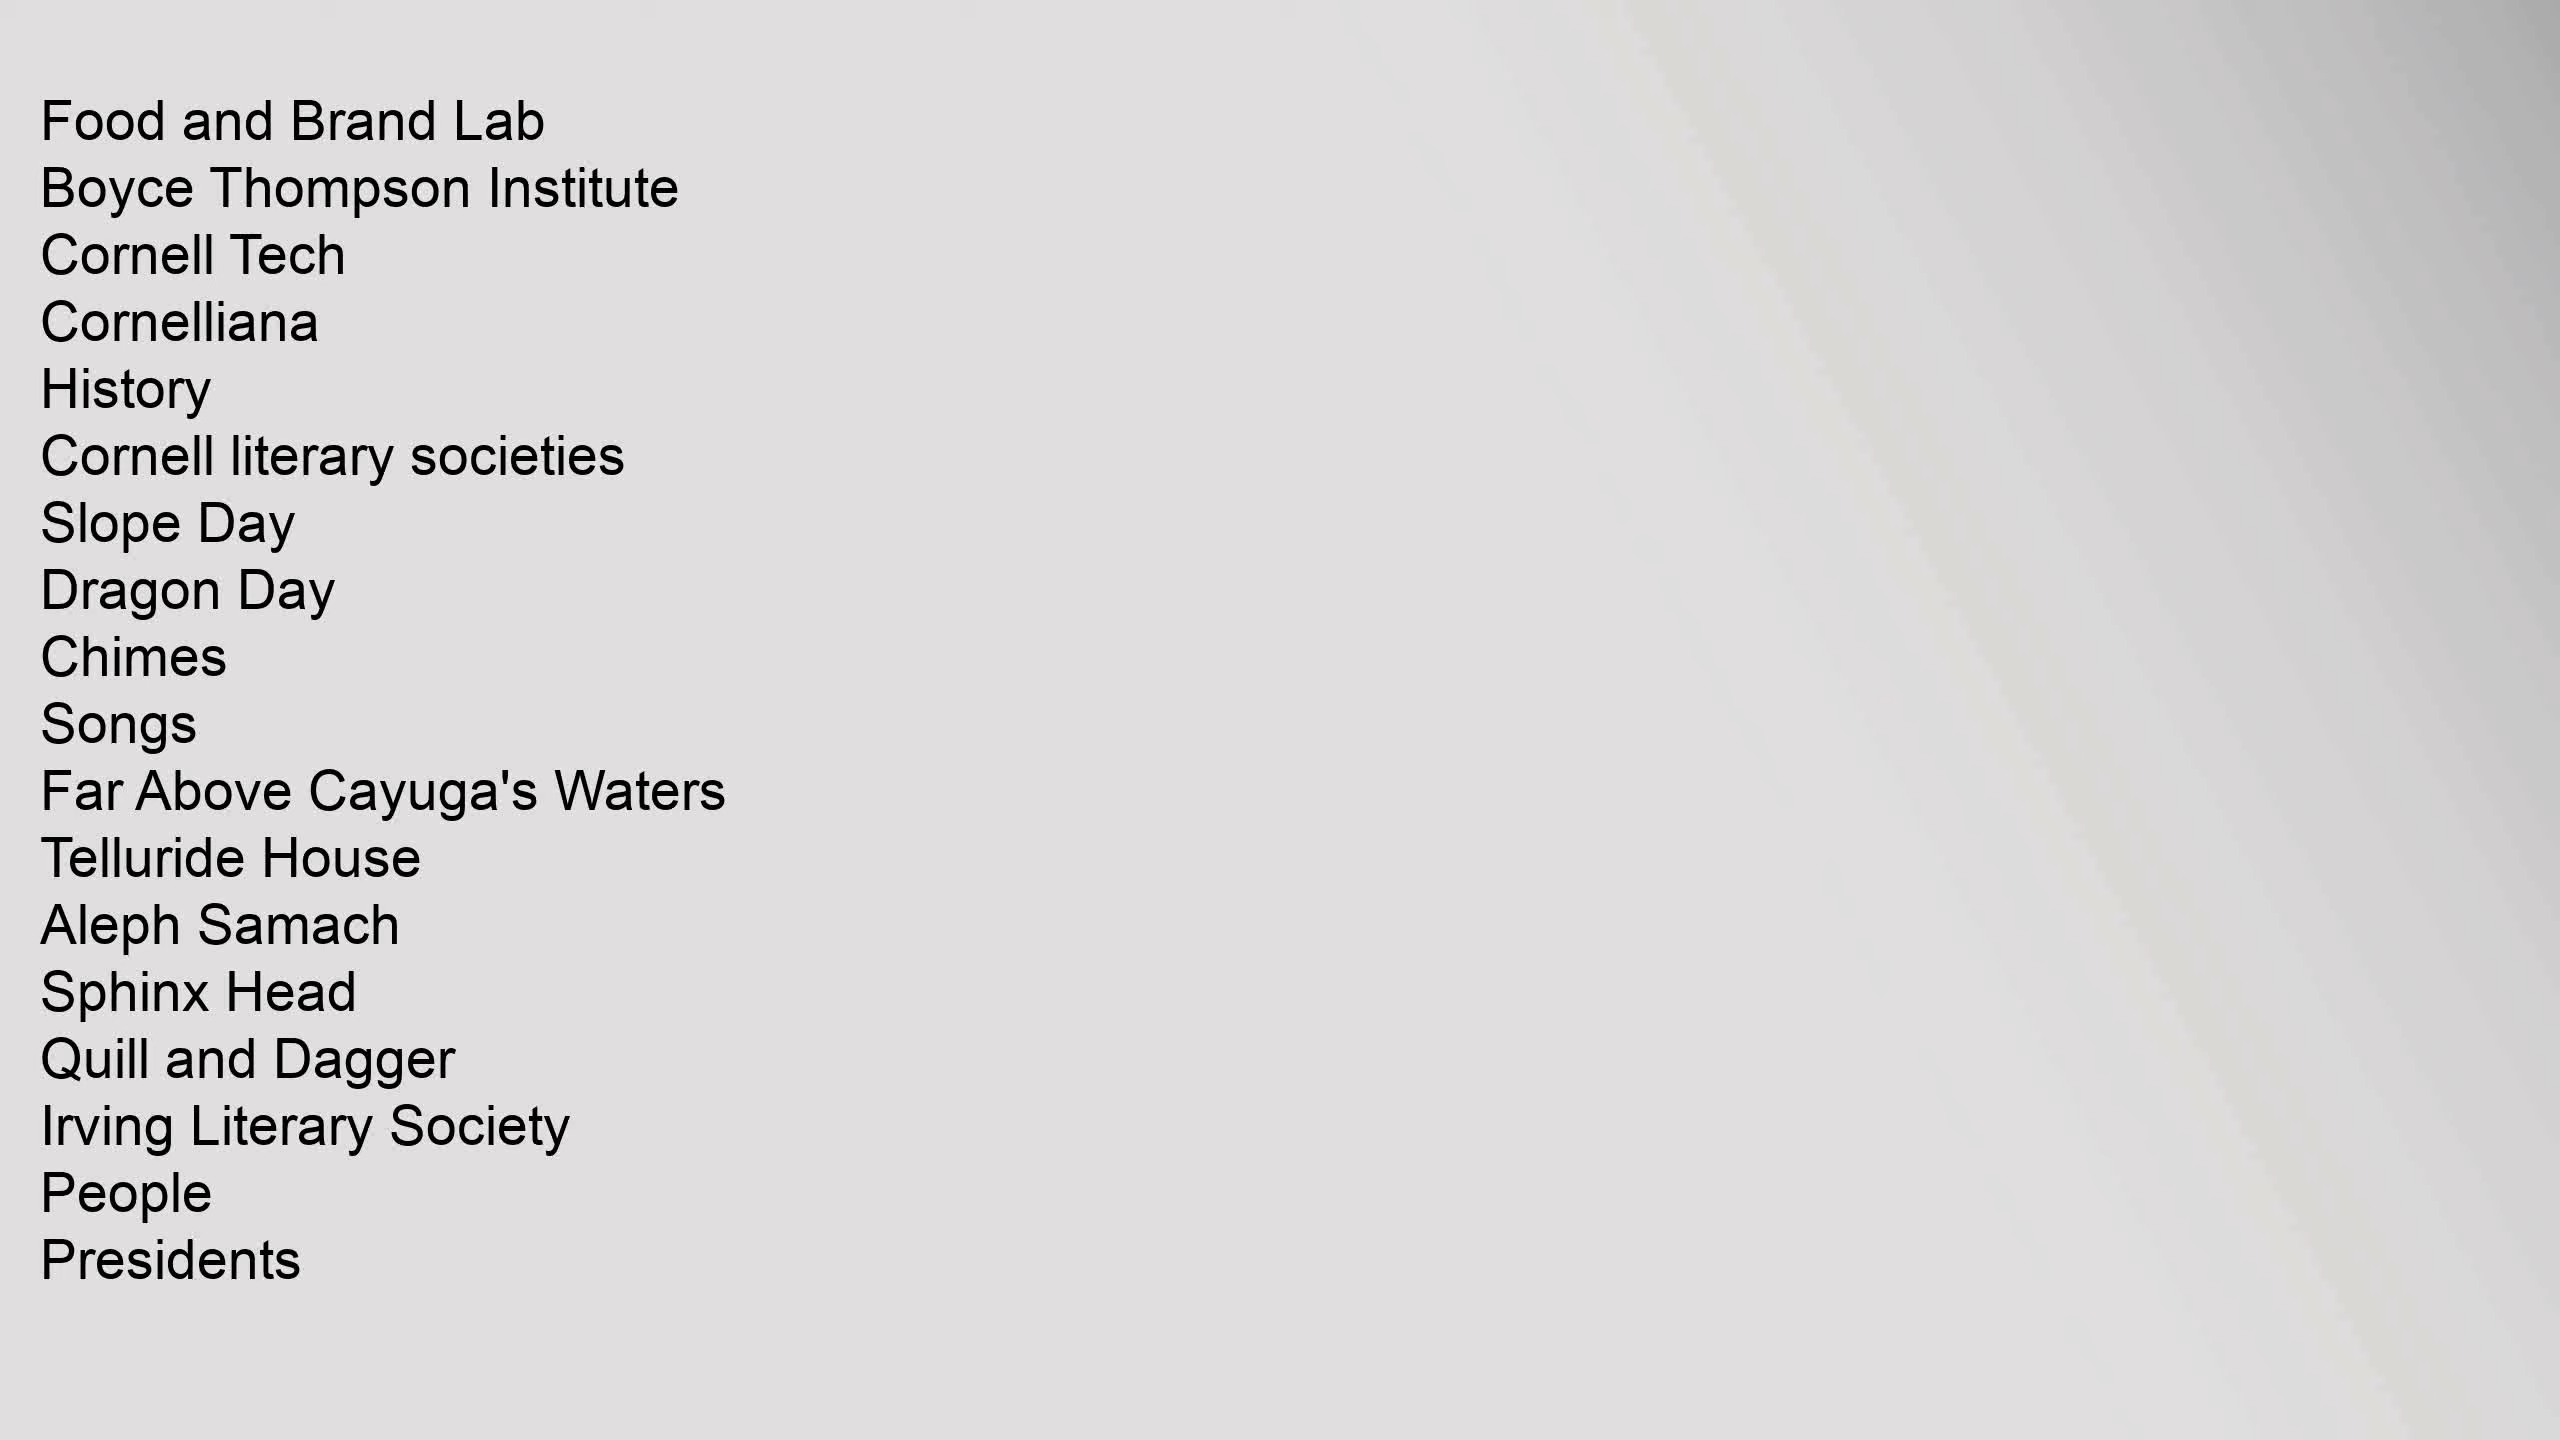 Food and Brand Lab
Boyce Thompson Institute
Cornell Tech
Cornelliana
History
Cornell literary societies
Slope Day
Dragon Day
Chimes
Songs
Far Above Cayuga's Waters
Telluride House
Aleph Samach
Sphinx Head
Quill and Dagger
Irving Literary Society
People
Presidents